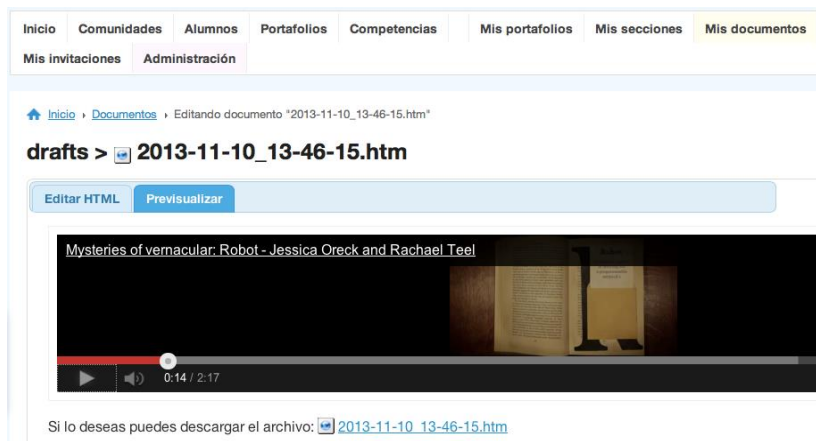 Inicio Comunidades Alumnos Portafolios Competencias Mis portafolios Mis secciones Mis documentos
Mis invitaciones Administración
Inicio › Documentos › Editando documento "2013-11-10_13-46-15.htm"
drafts > 2013-11-10_13-46-15.htm
Editar HTML Previsualizar
Mysteries of vernacular: Robot - Jessica Oreck and Rachael Teel
0:14 / 2:17
Si lo deseas puedes descargar el archivo: 2013-11-10_13-46-15.htm